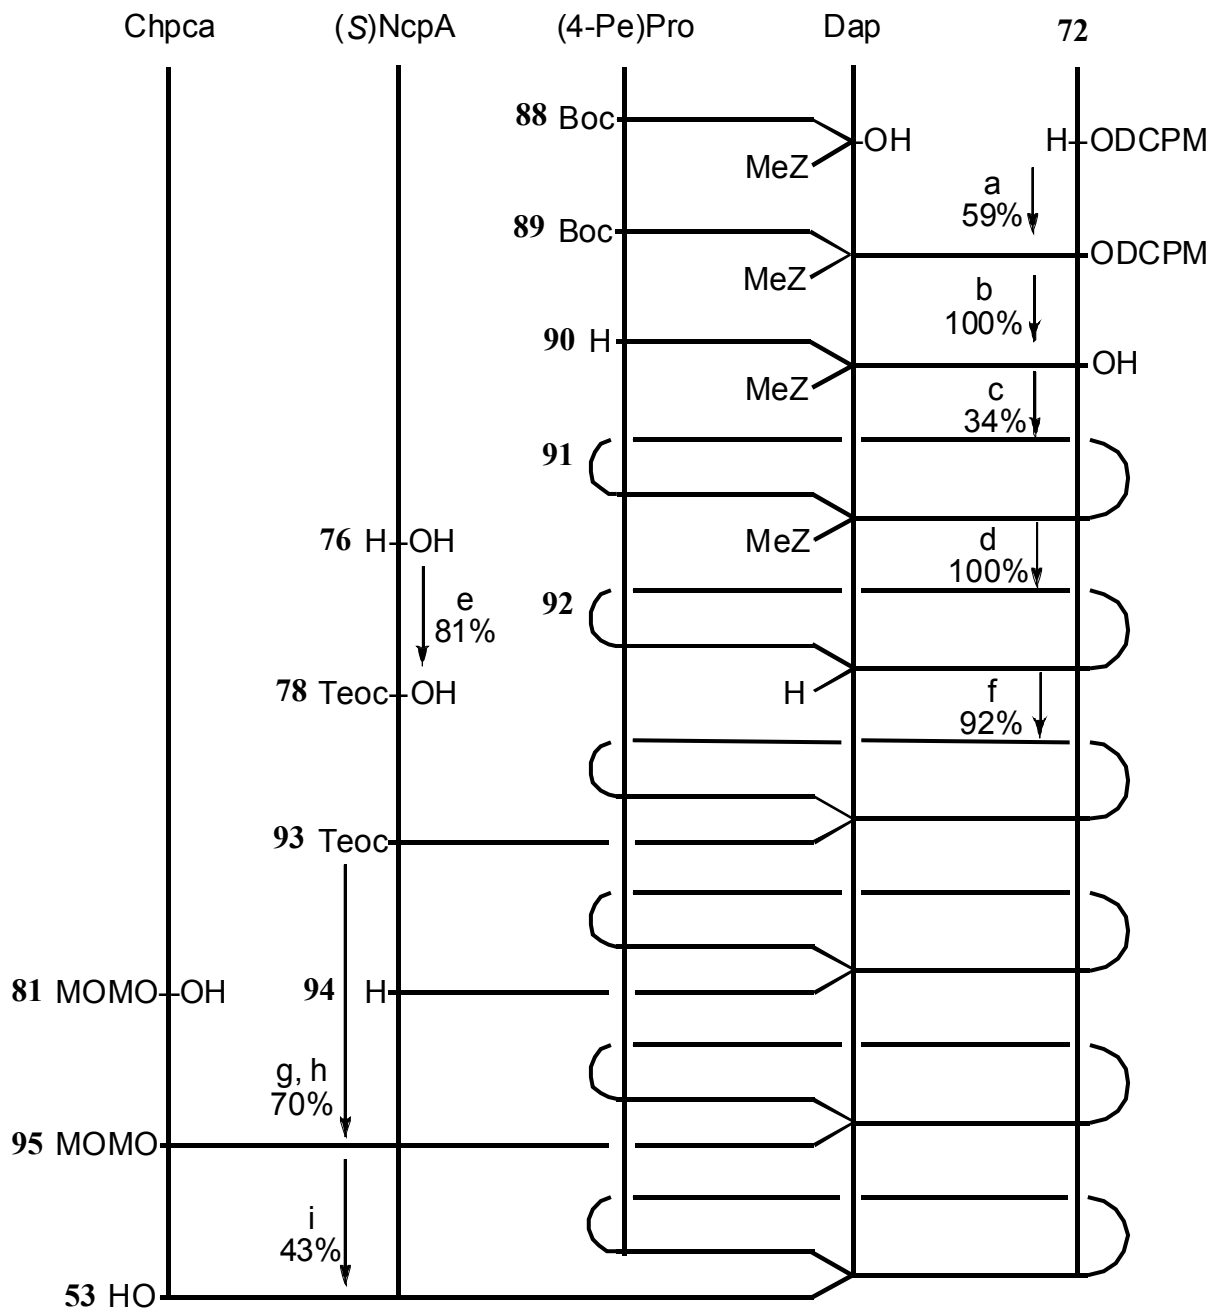 Chpca (S)NcpA (4-Pe)Pro Dap 72
88 Boc
OH H ODCPM
MeZ
a
59%
89 Boc
ODCPM
MeZ
b
100%
90 H
OH
MeZ
c
34%
91
76 H OH MeZ
d
100%
92
e
81%
78 Teoc OH H
f
92%
93 Teoc
81 MOMO OH 94 H
g, h
70%
95 MOMO
i
43%
53 HO